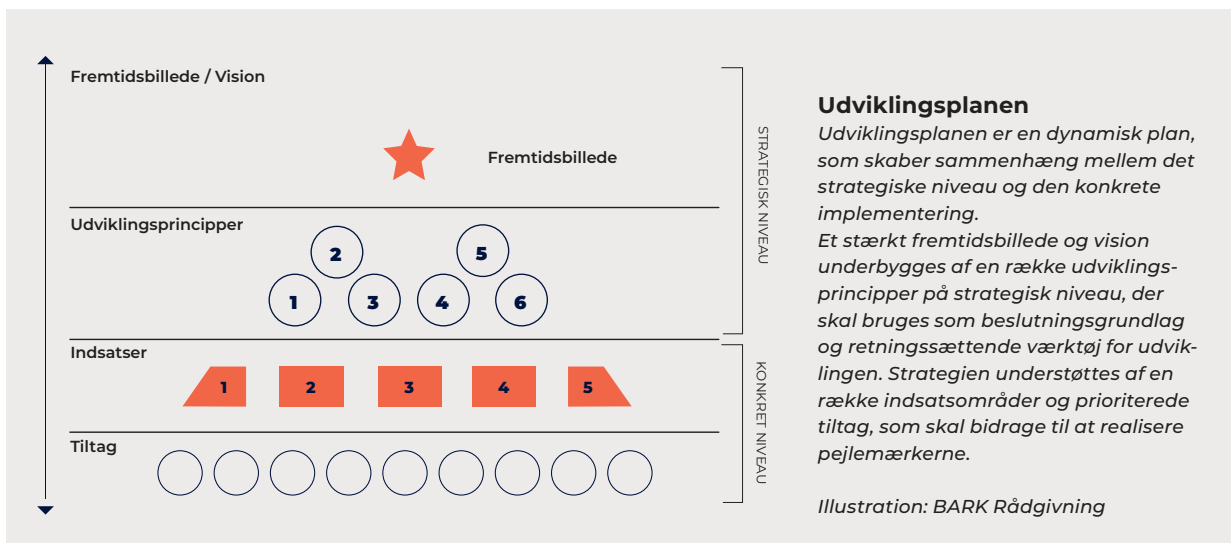 Fremtidsbillede / Vision
Fremtidsbillede
Udviklingsprincipper
2
5
1
3
4
6
STRATEGISK NIVEAU
Indsatser
1
2
3
4
5
Tiltag
KONKRET NIVEAU
Udviklingsplanen
Udviklingsplanen er en dynamisk plan,
som skaber sammenhæng mellem det
strategiske niveau og den konkrete
implementering.
Et stærkt fremtidsbillede og vision
underbygges af en række udviklings-
principper på strategisk niveau, der
skal bruges som beslutningsgrundlag
og retningssættende værktøj for udvik-
lingen. Strategien understøttes af en
række indsatsområder og prioriterede
tiltag, som skal bidrage til at realisere
pejlemærkerne.
Illustration: BARK Rådgivning